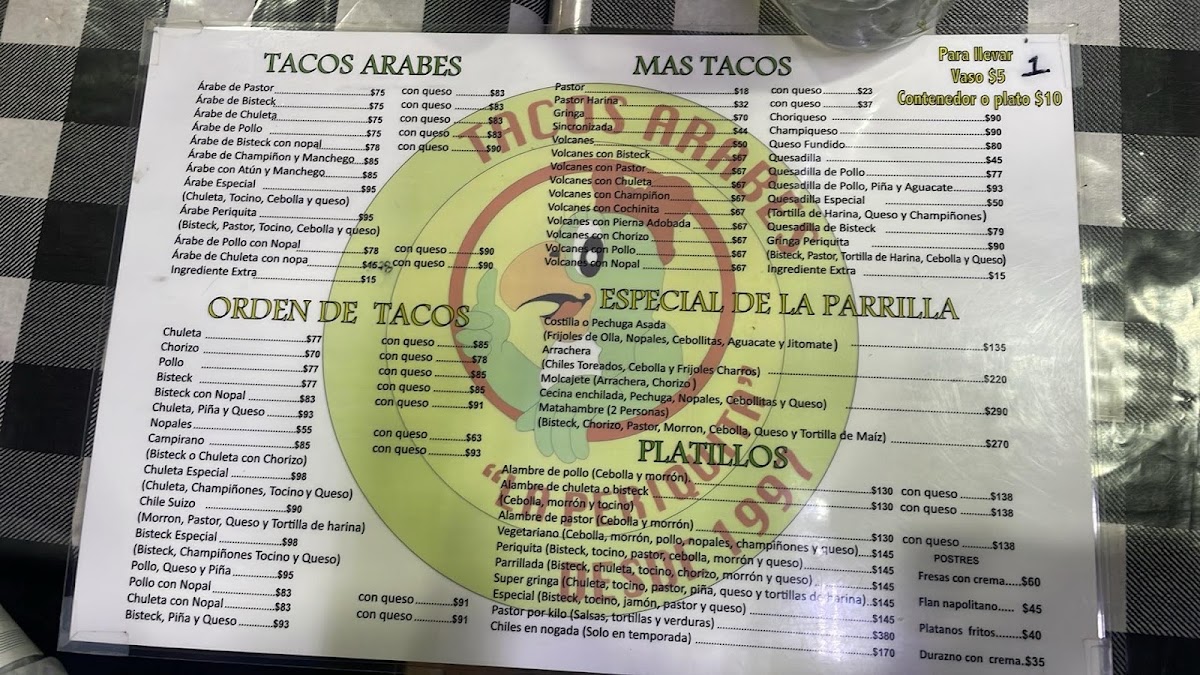 TACOS ARABES
Árabe de Pastor $75 con queso $83
Árabe de Bisteck $75 con queso $83
Árabe de Chuleta $75 con queso $83
Árabe de Pollo $75 con queso $83
Árabe de Bisteck con nopal $78 con queso $90
Árabe de Champiñon y Manchego $85
Árabe con Atún y Manchego $85
Árabe Especial $95
(Chuleta, Tocino, Cebolla y queso)
Árabe Periquita $95
(Bisteck, Pastor, Tocino, Cebolla y queso)
Árabe de Pollo con Nopal $78 con queso $90
Árabe de Chuleta con nopa con queso $90
Ingrediente Extra $15
ORDEN DE TACOS
Chuleta $77 con queso $85
Chorizo $70 con queso $78
Pollo $77 con queso $85
Bisteck $77 con queso $85
Bisteck con Nopal $83 con queso $91
Chuleta, Piña y Queso $93
Nopales $55 con queso $63
Campirano $85 con queso $93
(Bisteck o Chuleta con Chorizo)
Chuleta Especial $98
(Chuleta, Champiñones, Tocino y Queso)
Chile Suizo $90
(Morron, Pastor, Queso y Tortilla de harina)
Bisteck Especial $98
(Bisteck, Champiñones Tocino y Queso)
Pollo, Queso y Piña $95
Pollo con Nopal $83 con queso $91
Chuleta con Nopal $83 con queso $91
Bisteck, Piña y Queso $93
MAS TACOS
Pastor $18 con queso $23
Pastor Harina $32 con queso $37
Gringa $70
Sincronizada $44
Volcanes $50
Volcanes con Bisteck $67
Volcanes con Pastor $67
Volcanes con Chuleta $67
Volcanes con Champiñon $67
Volcanes con Cochinita $67
Volcanes con Pierna Adobada $67
Volcanes con Chorizo $67
Volcanes con Pollo $67
Volcanes con Nopal $67
Choriqueso $90
Champiqueso $90
Queso Fundido $80
Quesadilla $45
Quesadilla de Pollo $77
Quesadilla de Pollo, Piña y Aguacate $93
Quesadilla Especial $50
(Tortilla de Harina, Queso y Champiñones)
Quesadilla de Bisteck $79
Gringa Periquita $90
(Bisteck, Pastor, Tortilla de Harina, Cebolla y Queso)
Ingrediente Extra $15
Para llevar
Vaso $5
Contenedor o plato $10
1
ESPECIAL DE LA PARRILLA
Costilla o Pechuga Asada
(Frijoles de Olla, Nopales, Cebollitas, Aguacate y Jitomate) $135
Arrachera
(Chiles Toreados, Cebolla y Frijoles Charros) $220
Molcajete (Arrachera, Chorizo)
Cecina enchilada, Pechuga, Nopales, Cebollitas y Queso) $290
Matahambre (2 Personas)
(Bisteck, Chorizo, Pastor, Morron, Cebolla, Queso y Tortilla de Maíz) $270
PLATILLOS
Alambre de pollo (Cebolla y morrón) $130 con queso $138
Alambre de chuleta o bisteck $130 con queso $138
(Cebolla, morrón y tocino)
Alambre de pastor (Cebolla y morrón) $130 con queso $138
Vegetariano (Cebolla, morrón, pollo, nopales, champiñones y queso) $145
Periquita (Bisteck, tocino, pastor, cebolla, morrón y queso) $145
Parrillada (Bisteck, chuleta, tocino, chorizo, morrón y queso) $145
Super gringa (Chuleta, tocino, pastor, piña, queso y tortillas de harina) $145
Especial (Bisteck, tocino, jamón, pastor y queso) $145
Pastor por kilo (Salsas, tortillas y verduras) $380
Chiles en nogada (Solo en temporada) $170
POSTRES
Fresas con crema $60
Flan napolitano $45
Platanos fritos $40
Durazno con crema $35
TACOS ARABES
"LA PERIQUITA"
DESDE 1997